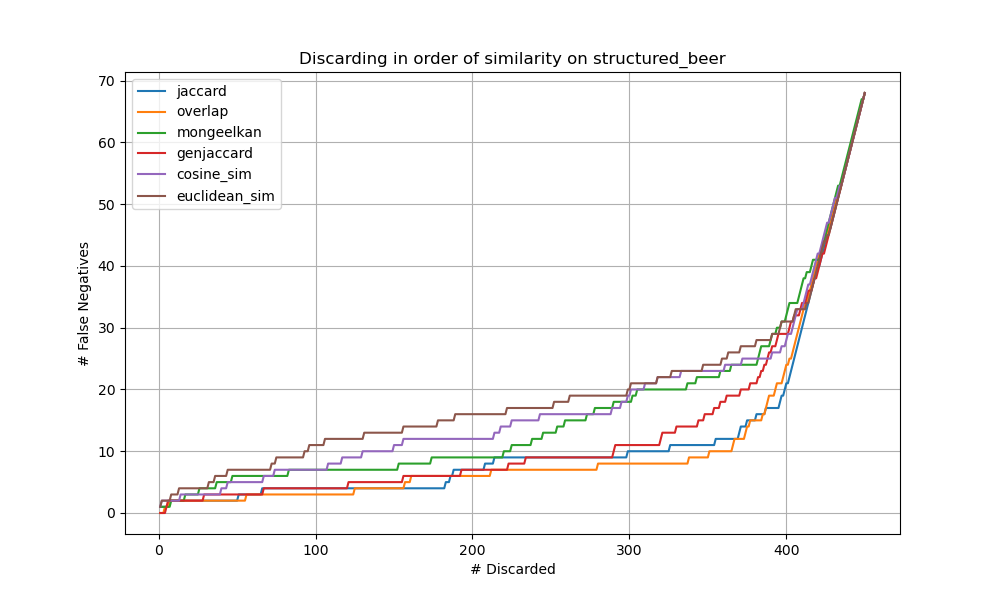 Discarding in order of similarity on structured_beer
jaccard
overlap
mongeelkan
genjaccard
cosine_sim
euclidean_sim
# False Negatives
70
60
50
40
30
20
10
0
0 100 200 300 400
# Discarded